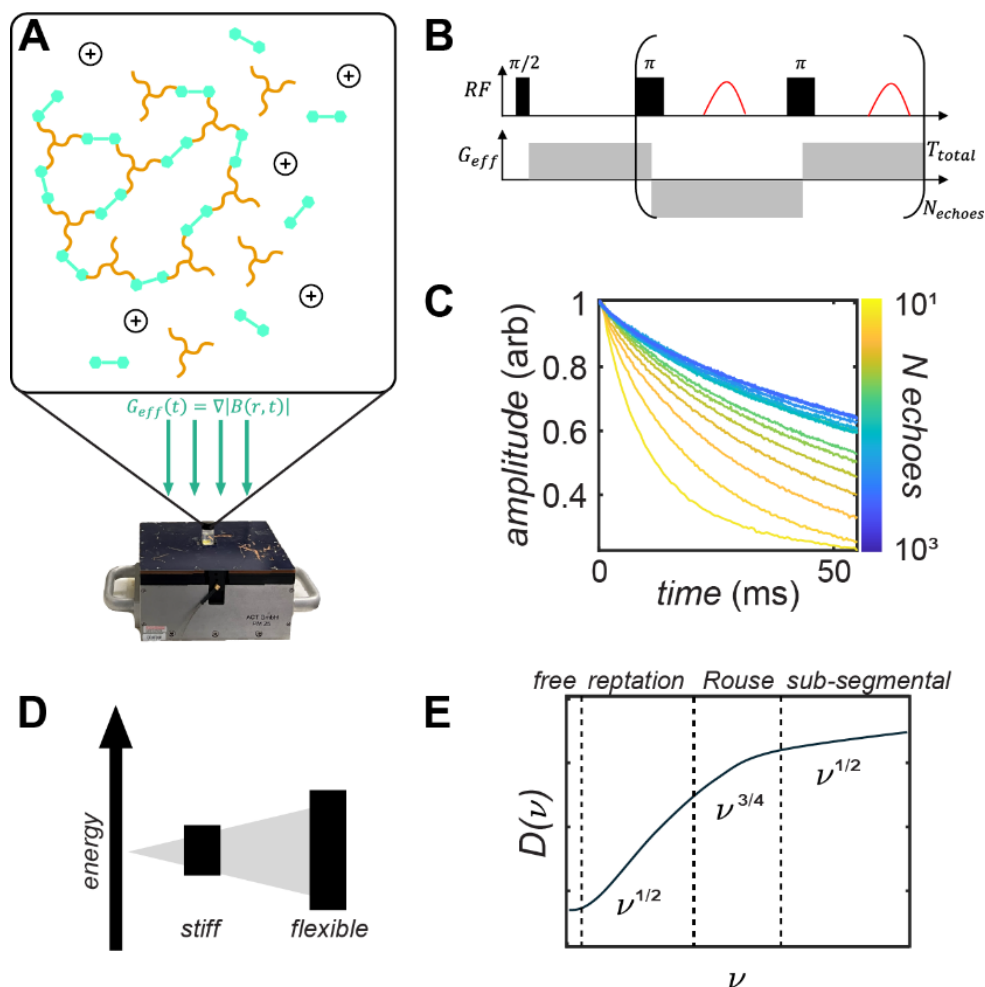 A
+
+
+
+
+
G_eff(t) = ∇|B(r,t)|
B
π/2
π
π
RF
G_eff
T_total
N_echoes
C
amplitude (arb)
1
0.8
0.6
0.4
0
50
time (ms)
10¹
N echoes
10³
D
energy
stiff
flexible
E
free reptation Rouse sub-segmental
D(ν)
ν^1/2
ν^3/4
ν^1/2
ν